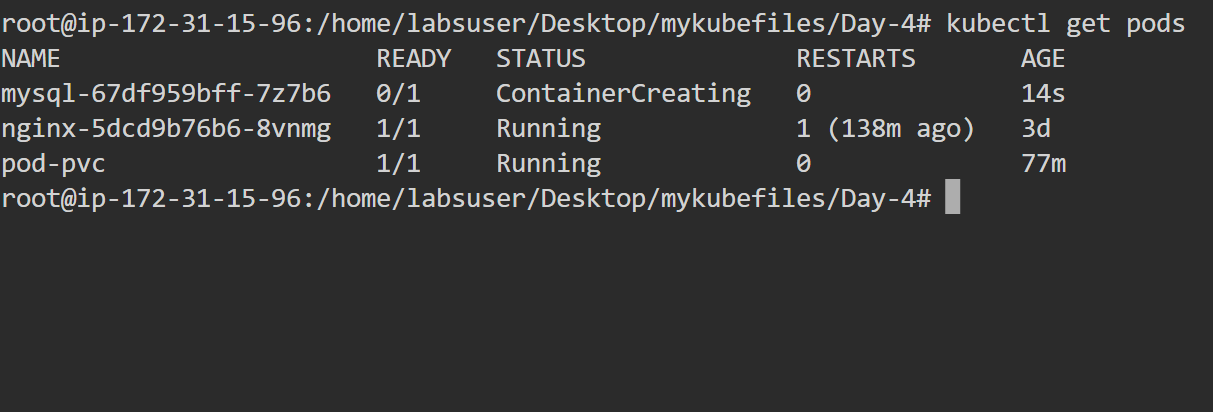 root@ip-172-31-15-96:/home/labsuser/Desktop/mykubefiles/Day-4# kubectl get pods
NAME READY STATUS RESTARTS AGE
mysql-67df959bff-7z7b6 0/1 ContainerCreating 0 14s
nginx-5dcd9b76b6-8vnmg 1/1 Running 1 (138m ago) 3d
pod-pvc 1/1 Running 0 77m
root@ip-172-31-15-96:/home/labsuser/Desktop/mykubefiles/Day-4#